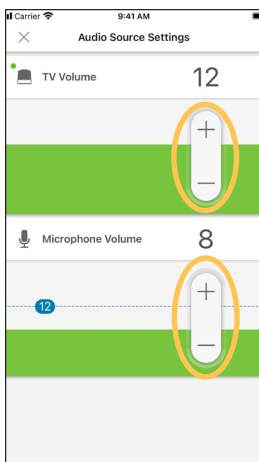 Carrier 9:41 AM
Audio Source Settings
TV Volume 12
+
−
Microphone Volume 8
+
12
−